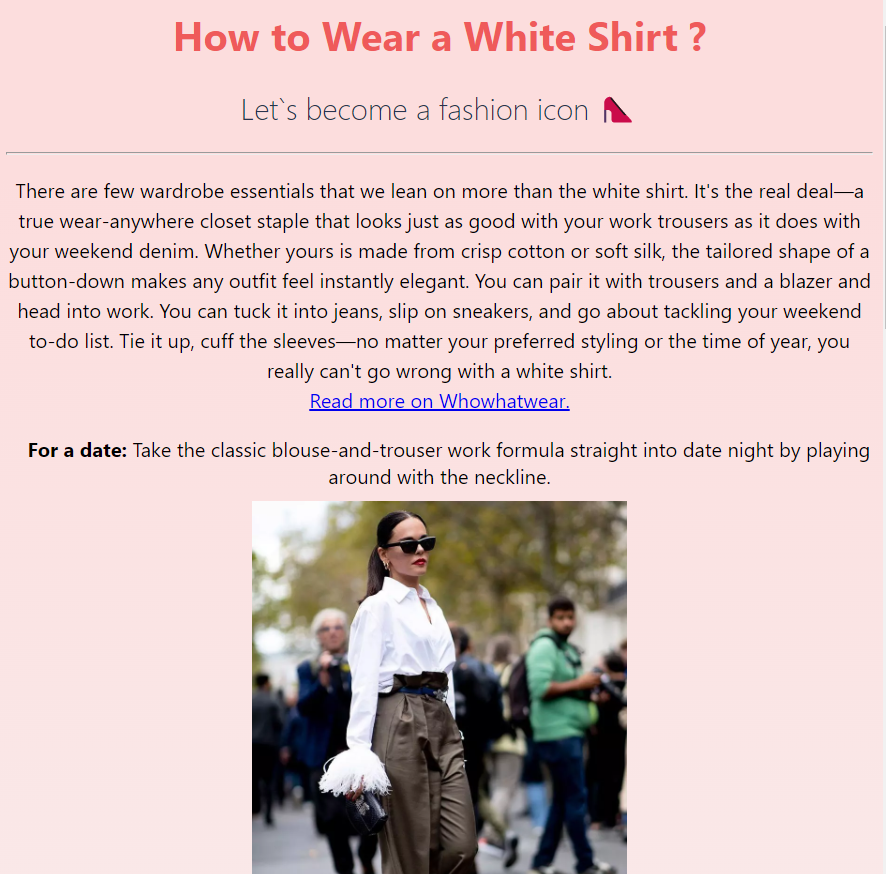 How to Wear a White Shirt ?
Let`s become a fashion icon 👠
There are few wardrobe essentials that we lean on more than the white shirt. It's the real deal—a
true wear-anywhere closet staple that looks just as good with your work trousers as it does with
your weekend denim. Whether yours is made from crisp cotton or soft silk, the tailored shape of a
button-down makes any outfit feel instantly elegant. You can pair it with trousers and a blazer and
head into work. You can tuck it into jeans, slip on sneakers, and go about tackling your weekend
to-do list. Tie it up, cuff the sleeves—no matter your preferred styling or the time of year, you
really can't go wrong with a white shirt.
Read more on Whowhatwear.
For a date: Take the classic blouse-and-trouser work formula straight into date night by playing
around with the neckline.